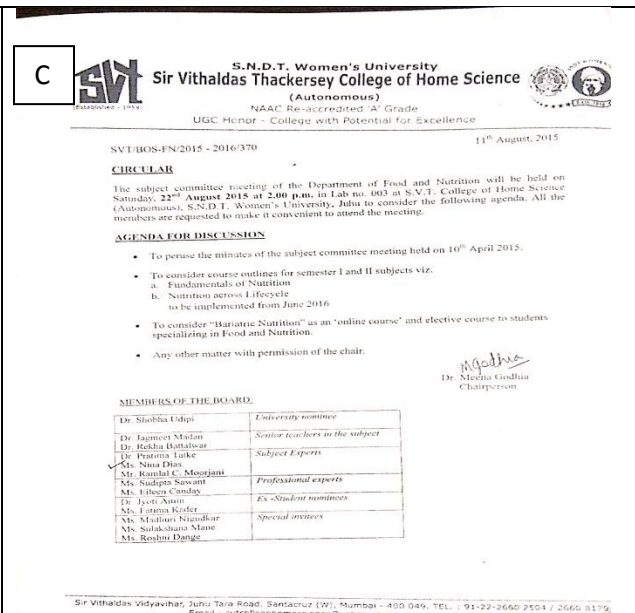 C
SVT
(Established - 1959)
S.N.D.T. Women's University
Sir Vithaldas Thackersey College of Home Science
(Autonomous)
NAAC Re-accredited 'A' Grade
UGC Honor - College with Potential for Excellence
SVT/BOS-FN/2015 - 2016/370
11th August, 2015
CIRCULAR
The subject committee meeting of the Department of Food and Nutrition will be held on
Saturday, 22nd August 2015 at 2.00 p.m. in Lab no. 003 at S.V.T. College of Home Science
(Autonomous), S.N.D.T. Women's University, Juhu to consider the following agenda. All the
members are requested to make it convenient to attend the meeting.
AGENDA FOR DISCUSSION
• To peruse the minutes of the subject committee meeting held on 10th April 2015.
• To consider course outlines for semester I and II subjects viz.
a. Fundamentals of Nutrition
b. Nutrition across Lifecycle
to be implemented from June 2016
• To consider "Bariatric Nutrition" as an 'online course' and elective course to students
specializing in Food and Nutrition.
• Any other matter with permission of the chair.
MGodhia
Dr. Meena Godhia
Chairperson
MEMBERS OF THE BOARD:
Dr. Shobha Udipi University nominee
Dr. Jagmeet Madan Senior teachers in the subject
Dr. Rekha Battalwar
Dr Pratima Tatke Subject Experts
Ms. Nina Dias
Mr. Ramlal C. Moorjani
Ms. Sudipta Sawant Professional experts
Ms. Eileen Canday
Dr. Jyoti Amin Ex -Student nominees
Ms. Fatima Kader
Ms. Madhuri Nigudkar Special invitees
Ms. Sulakshana Mane
Ms. Roshni Dange
Sir Vithaldas Vidyavihar, Juhu Tara Road, Santacruz (W), Mumbai - 400 049. TEL. : 91-22-2660 2504 / 2660 8179,